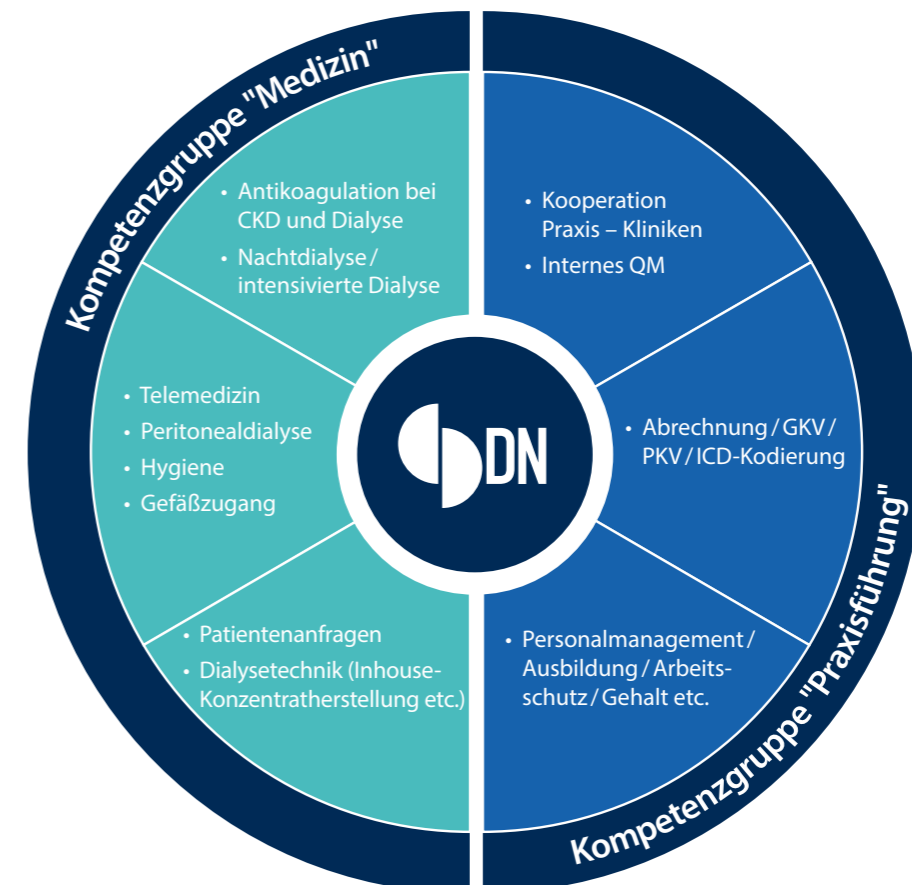 Kompetenzgruppe "Medizin"
• Antikoagulation bei
CKD und Dialyse
• Nachtdialyse /
intensivierte Dialyse
• Telemedizin
• Peritonealdialyse
• Hygiene
• Gefäßzugang
• Patientenanfragen
• Dialysetechnik (Inhouse-
Konzentratherstellung etc.)
DN
• Kooperation
Praxis – Kliniken
• Internes QM
• Abrechnung / GKV /
PKV / ICD-Kodierung
• Personalmanagement /
Ausbildung / Arbeits-
schutz / Gehalt etc.
Kompetenzgruppe "Praxisführung"